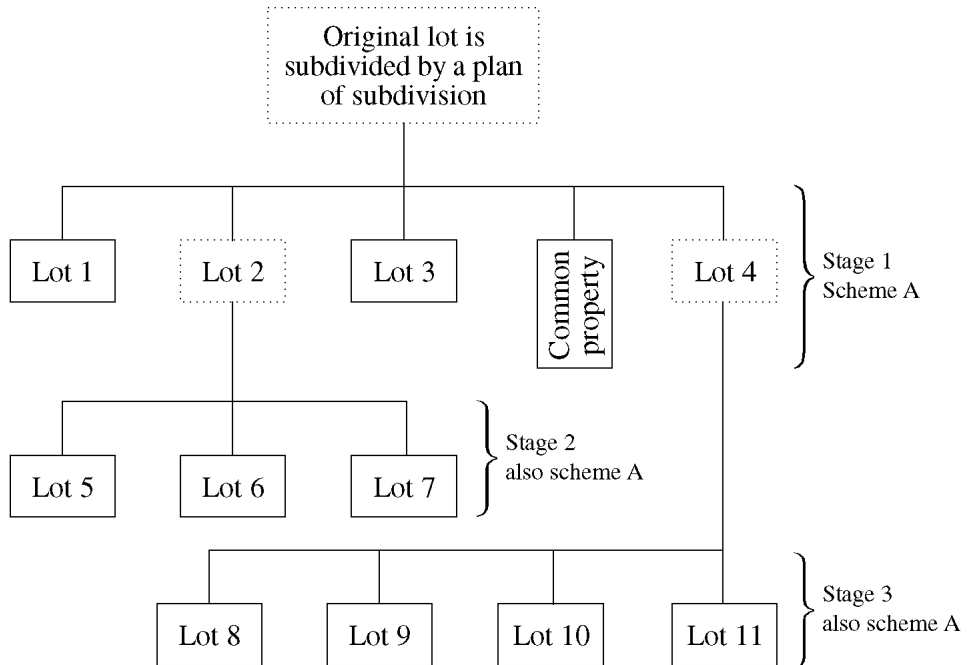 Original lot is
subdivided by a plan
of subdivision
Lot 1
Lot 2
Lot 3
Common
property
Lot 4
Stage 1
Scheme A
Lot 5
Lot 6
Lot 7
Stage 2
also scheme A
Lot 8
Lot 9
Lot 10
Lot 11
Stage 3
also scheme A